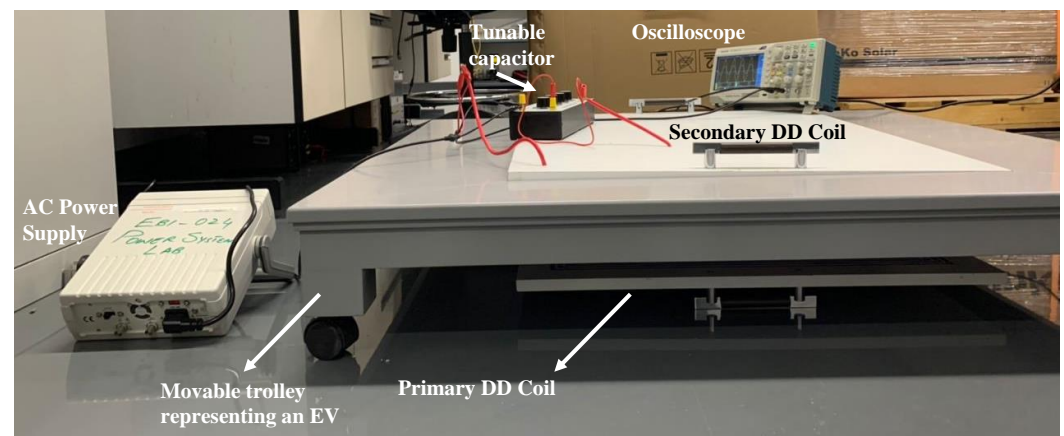 Tunable
capacitor
Oscilloscope
Ko Solar
Secondary DD Coil
AC Power
Supply
EBI-024
POWER SYSTEM
LAB
CE
Movable trolley
representing an EV
Primary DD Coil